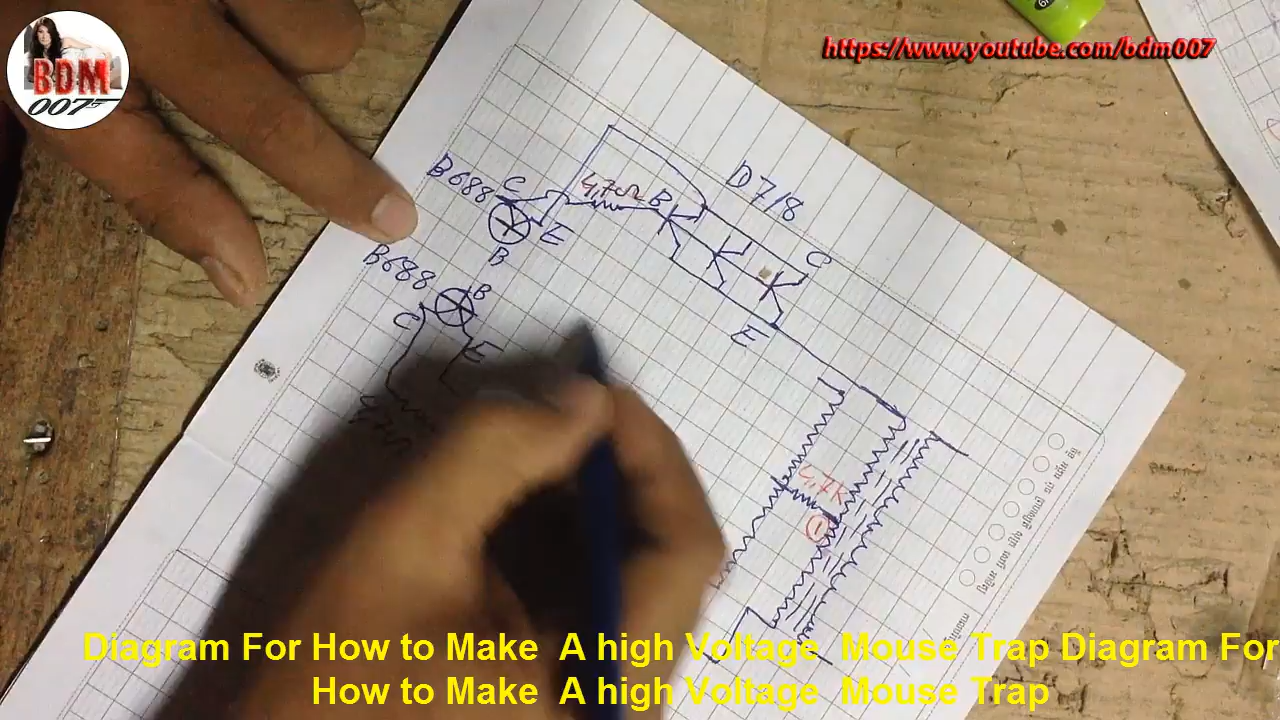 BDM
007
https://www.youtube.com/bdm007
D718
B688
C
4,7cΩ
B
E
B
C
B688
B
C
E
E
4,7K
Diagram For How to Make A high Voltage Mouse Trap Diagram For
How to Make A high Voltage Mouse Trap